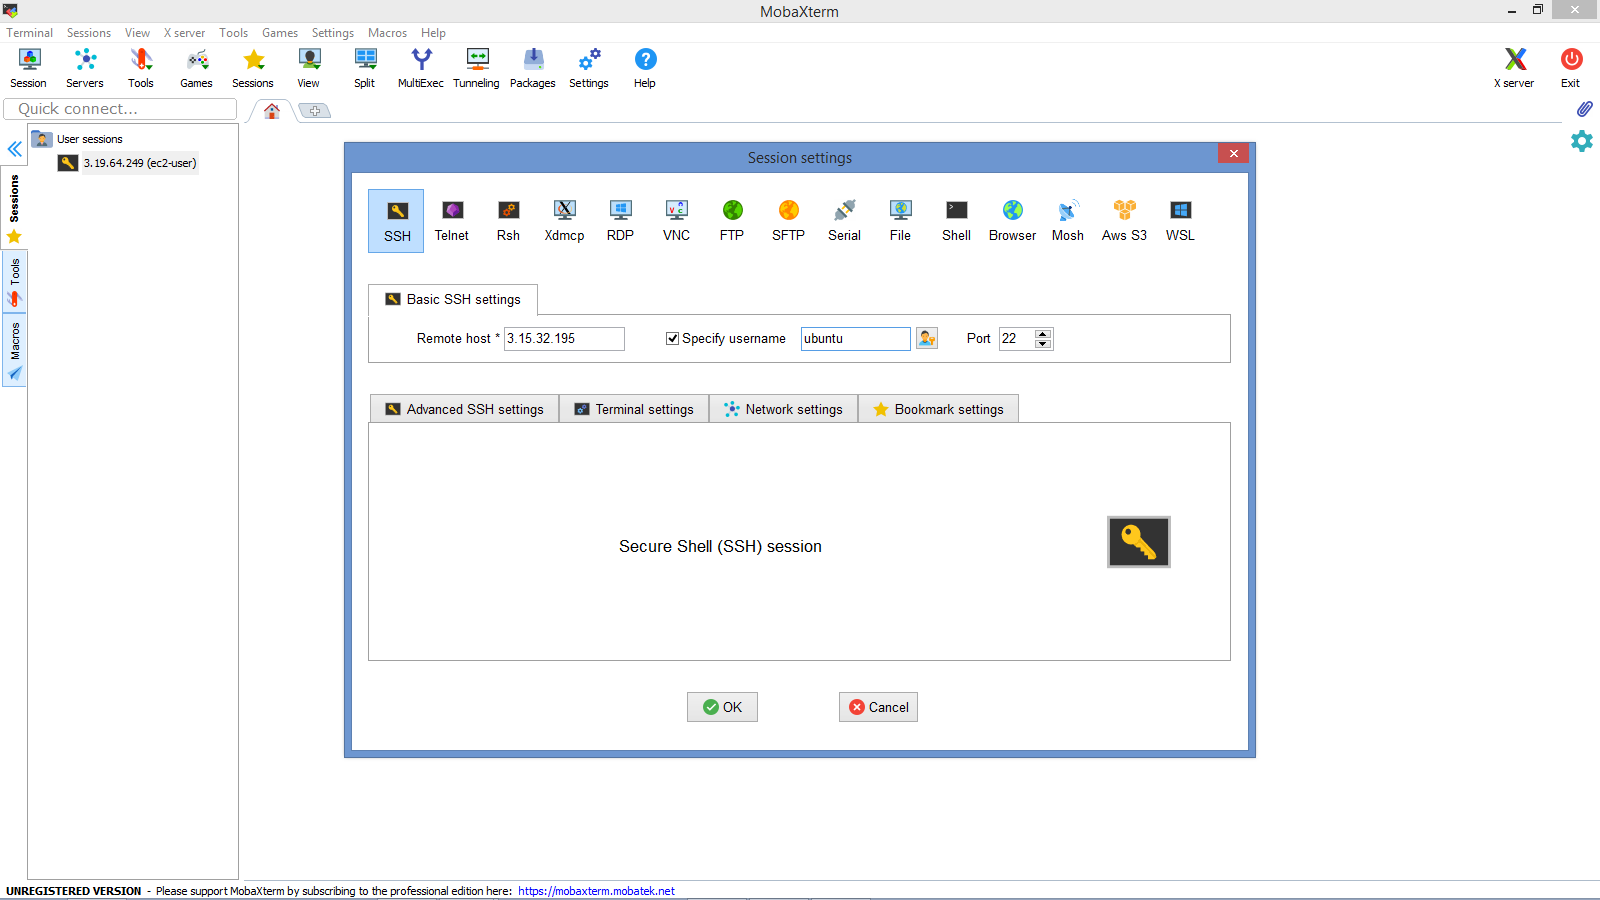 MobaXterm
Terminal Sessions View X server Tools Games Settings Macros Help
Session Servers Tools Games Sessions View Split MultiExec Tunneling Packages Settings Help X server Exit
Quick connect...
User sessions
3.19.64.249 (ec2-user)
Sessions
Tools
Macros
Session settings
SSH Telnet Rsh Xdmcp RDP VNC FTP SFTP Serial File Shell Browser Mosh Aws S3 WSL
Basic SSH settings
Remote host * 3.15.32.195 Specify username ubuntu Port 22
Advanced SSH settings Terminal settings Network settings Bookmark settings
Secure Shell (SSH) session
OK Cancel
UNREGISTERED VERSION - Please support MobaXterm by subscribing to the professional edition here: https://mobaxterm.mobatek.net